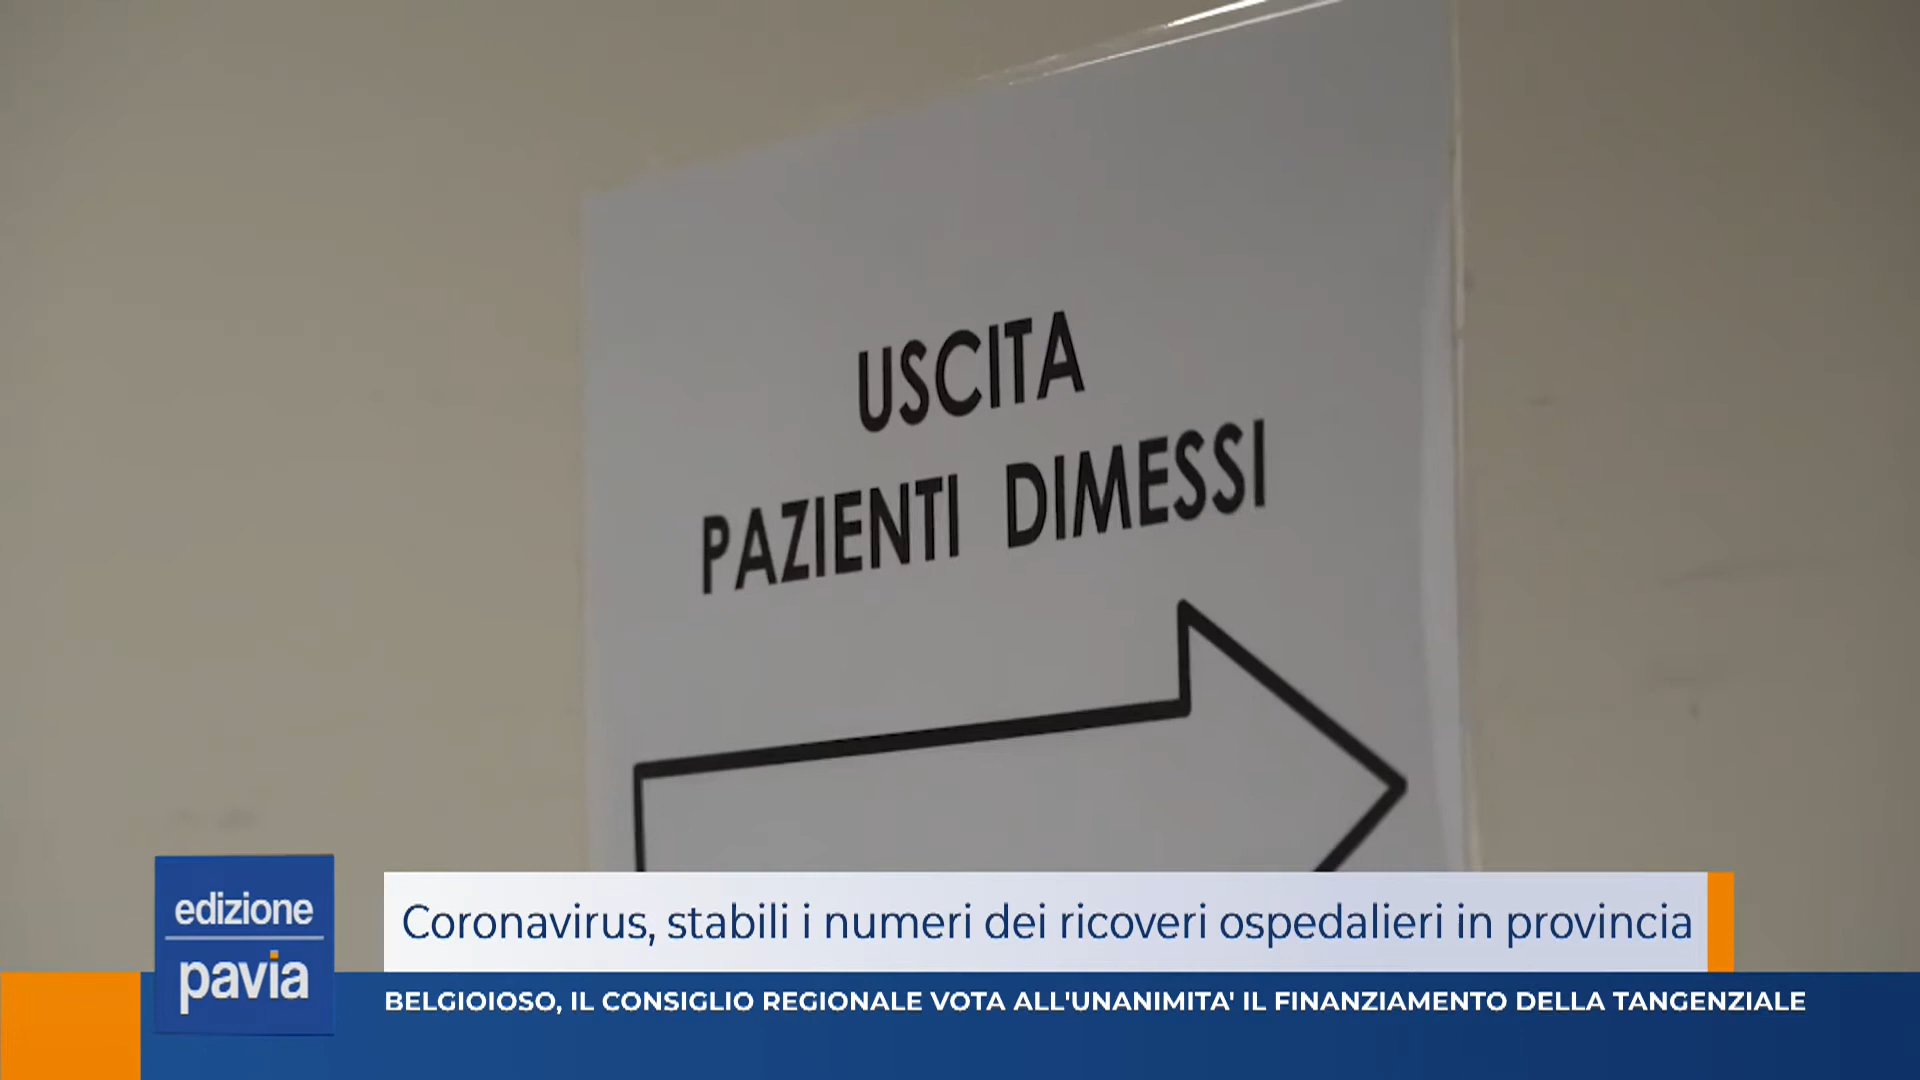 USCITA
PAZIENTI DIMESSI
edizione
pavia
Coronavirus, stabili i numeri dei ricoveri ospedalieri in provincia
BELGIOIOSO, IL CONSIGLIO REGIONALE VOTA ALL'UNANIMITA' IL FINANZIAMENTO DELLA TANGENZIALE